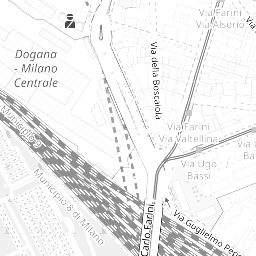 Via Farini
Via Alserio
Dogana
- Milano
Centrale
Via della Boscaiola
Via Farini
Via Valtellina
Via Ugo
Bassi
Municipio 9
Municipio 8 di Milano
Carlo Farini
Via Guglielmo Pepe